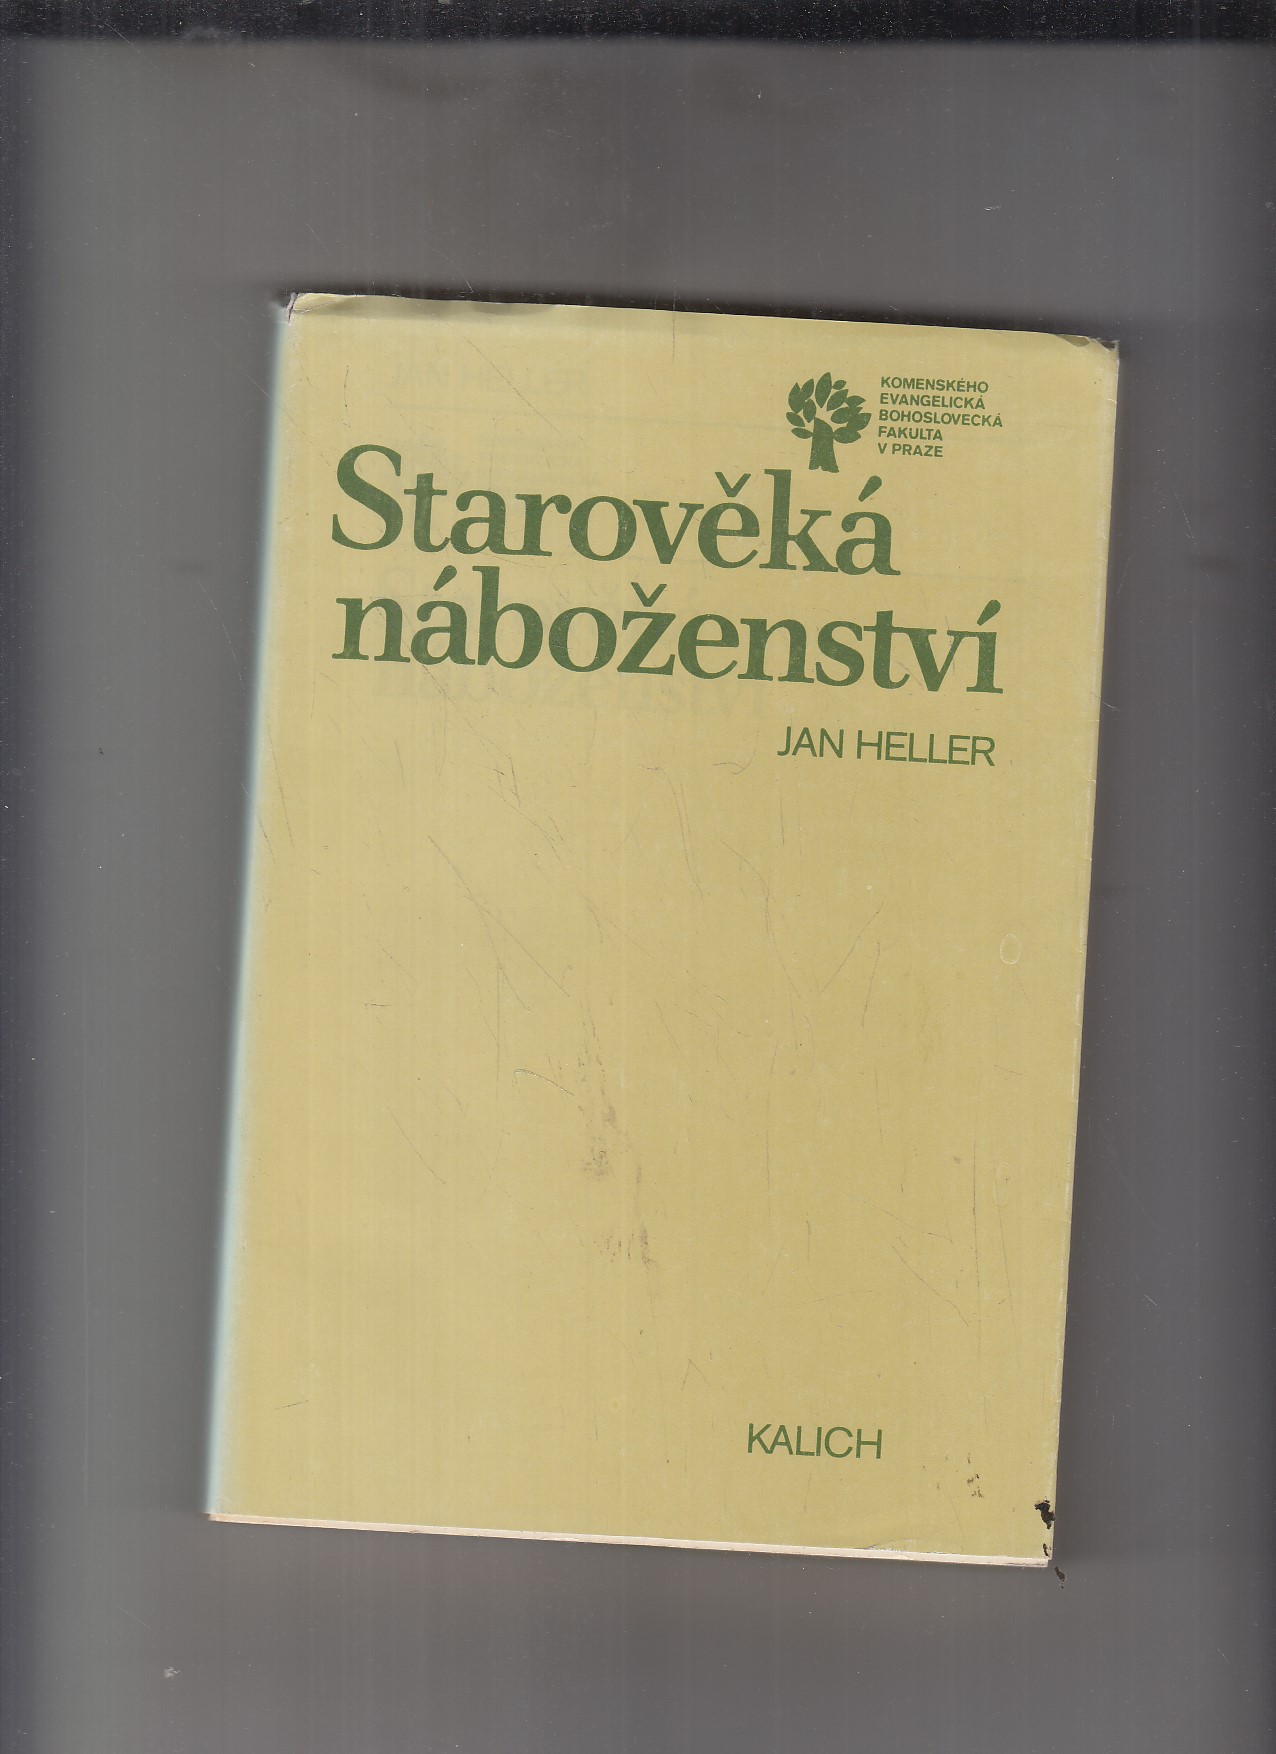 KOMENSKÉHO
EVANGELICKÁ
BOHOSLOVECKÁ
FAKULTA
V PRAZE
Starověká
náboženství
JAN HELLER
KALICH